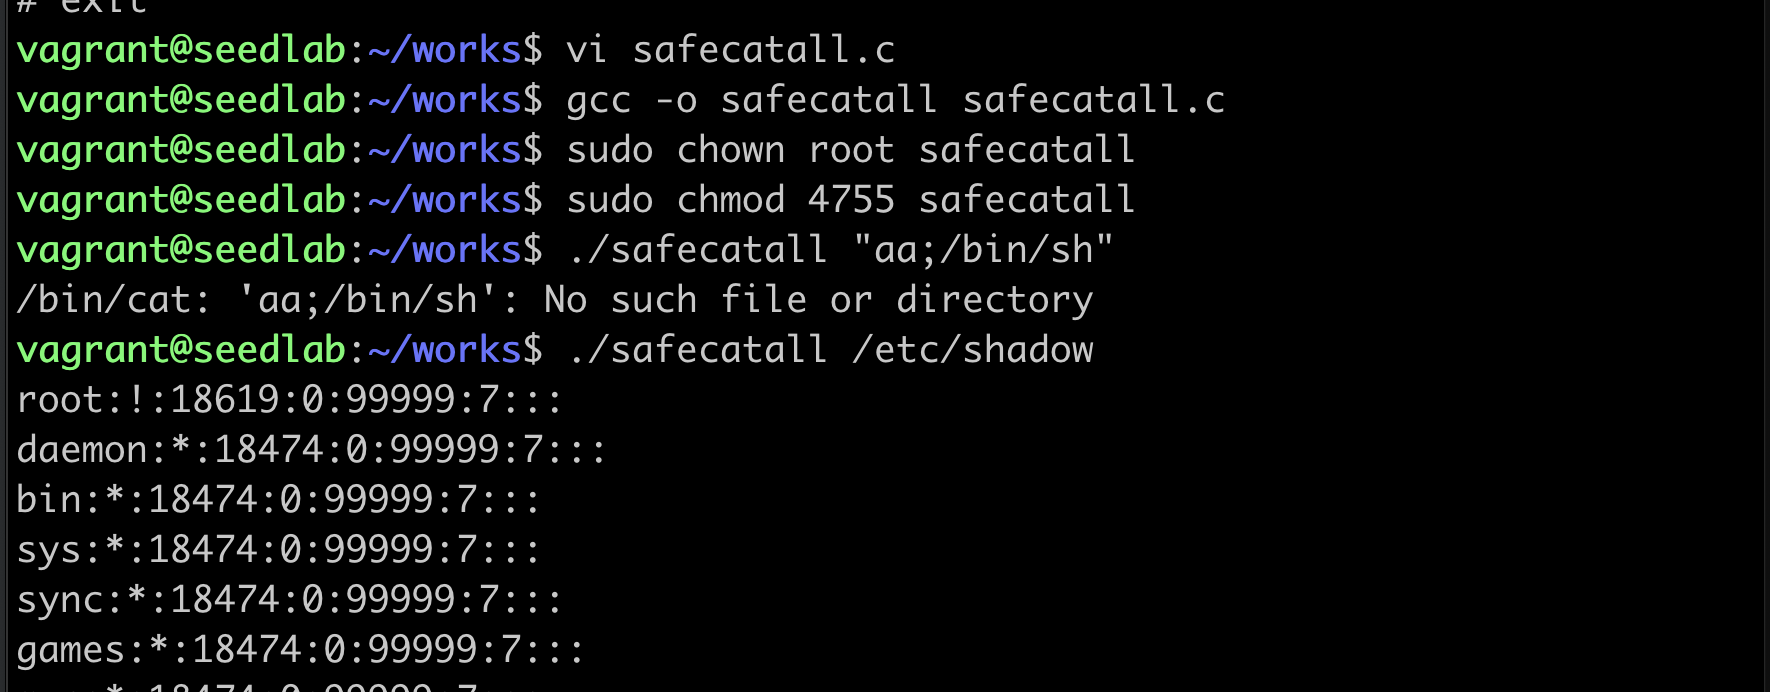 # exit
vagrant@seedlab:~/works$ vi safecatall.c
vagrant@seedlab:~/works$ gcc -o safecatall safecatall.c
vagrant@seedlab:~/works$ sudo chown root safecatall
vagrant@seedlab:~/works$ sudo chmod 4755 safecatall
vagrant@seedlab:~/works$ ./safecatall "aa;/bin/sh"
/bin/cat: 'aa;/bin/sh': No such file or directory
vagrant@seedlab:~/works$ ./safecatall /etc/shadow
root:!:18619:0:99999:7:::
daemon:*:18474:0:99999:7:::
bin:*:18474:0:99999:7:::
sys:*:18474:0:99999:7:::
sync:*:18474:0:99999:7:::
games:*:18474:0:99999:7:::